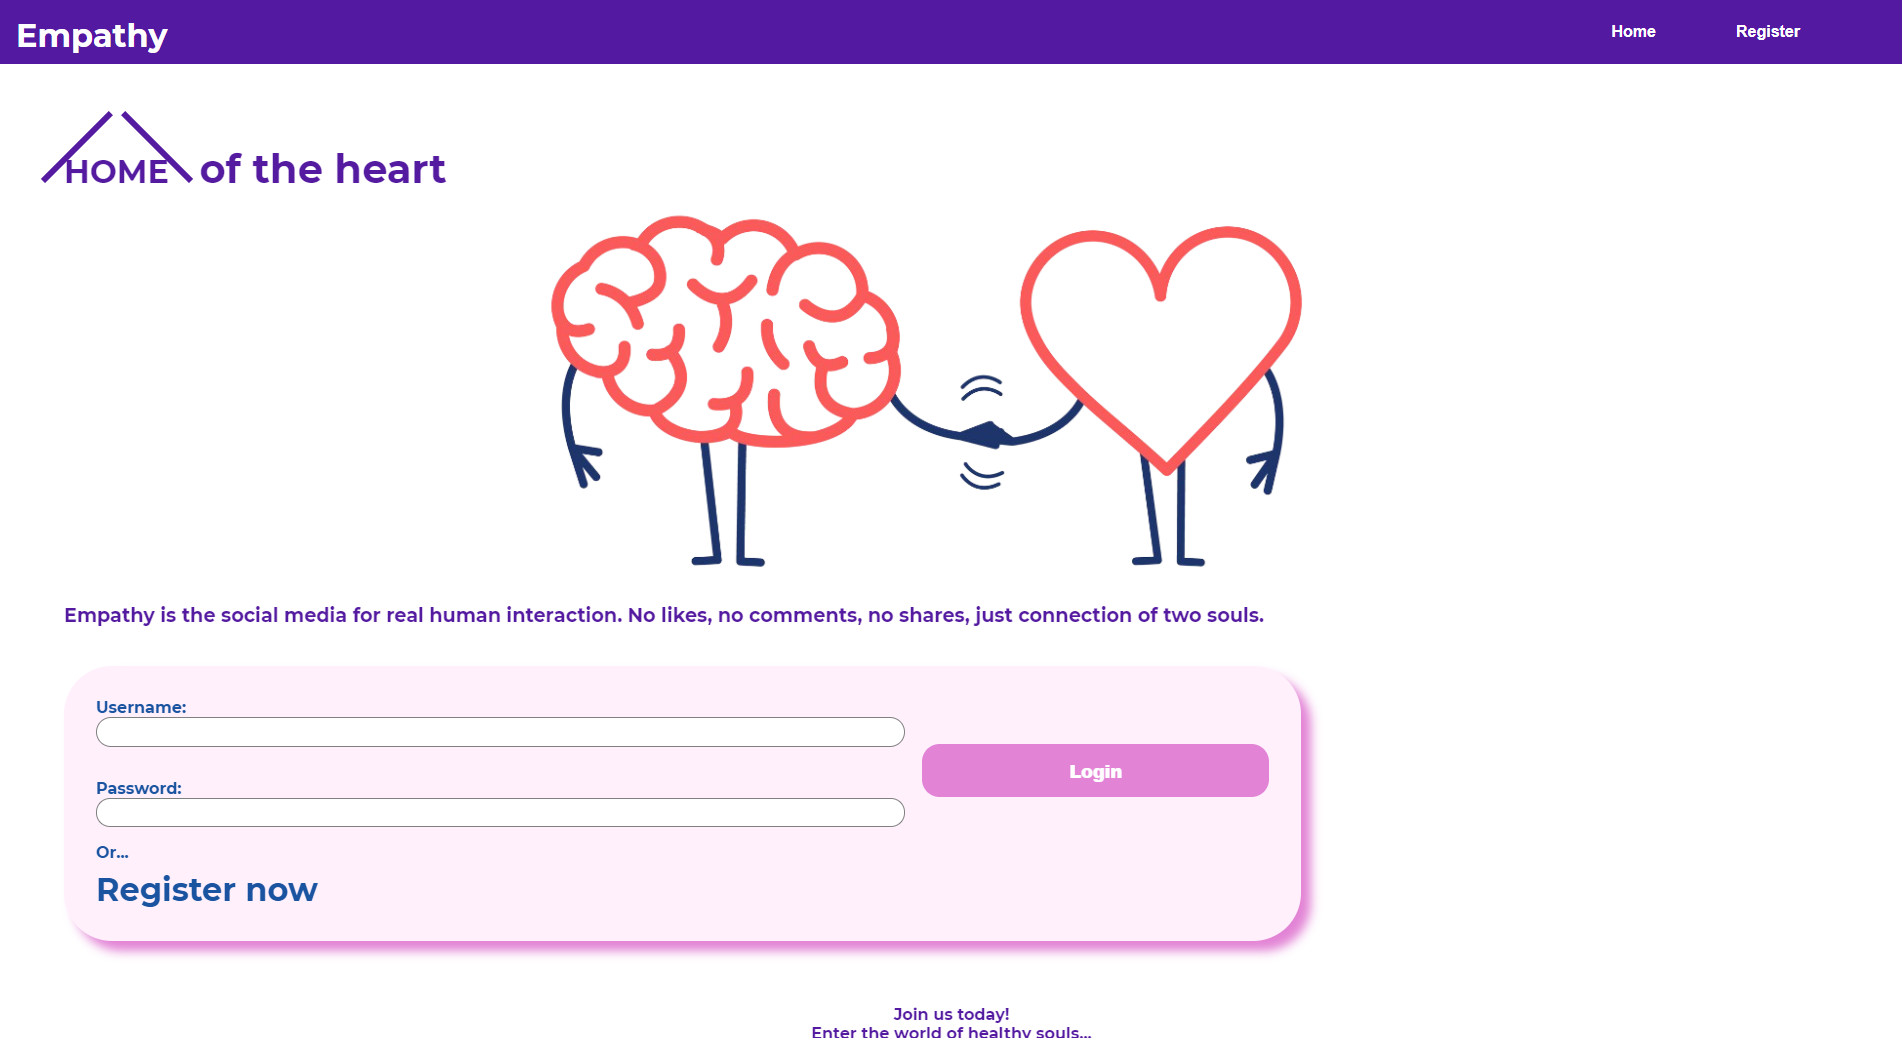 Empathy
Home
Register
HOME of the heart
Empathy is the social media for real human interaction. No likes, no comments, no shares, just connection of two souls.
Username:
Login
Password:
Or...
Register now
Join us today!
Enter the world of healthy souls...